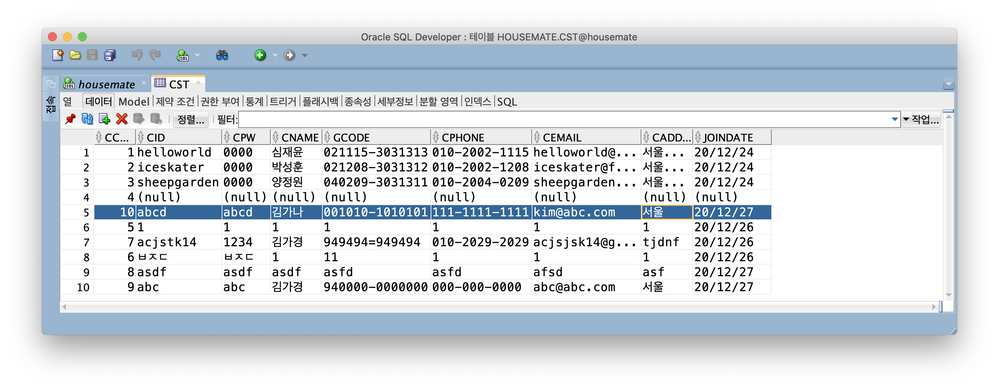 Oracle SQL Developer : 테이블 HOUSEMATE.CST@housemate
SQL
접속
SQL housemate CST
열 데이터 Model 제약 조건 권한 부여 통계 트리거 플래시백 종속성 세부정보 분할 영역 인덱스 SQL
정렬... 필터: 작업...
CC... CID CPW CNAME GCODE CPHONE CEMAIL CADD... JOINDATE
1 1 helloworld 0000 심재윤 021115-3031313 010-2002-1115 helloworld@... 서울... 20/12/24
2 2 iceskater 0000 박성훈 021208-3031312 010-2002-1208 iceskater@f... 서울... 20/12/24
3 3 sheepgarden 0000 양정원 040209-3031311 010-2004-0209 sheepgarden... 서울... 20/12/24
4 4 (null) (null) (null) (null) (null) (null) (null) (null)
5 10 abcd abcd 김가나 001010-1010101 111-1111-1111 kim@abc.com 서울 20/12/27
6 5 1 1 1 1 1 1 1 20/12/26
7 7 acjstk14 1234 김가경 949494=949494 010-2029-2029 acjsjsk14@g... tjdnf 20/12/26
8 6 ㅂㅈㄷ ㅂㅈㄷ 1 11 1 1 1 20/12/26
9 8 asdf asdf asdf asfd asfd afsd asf 20/12/27
10 9 abc abc 김가경 940000-0000000 000-000-0000 abc@abc.com 서울 20/12/27